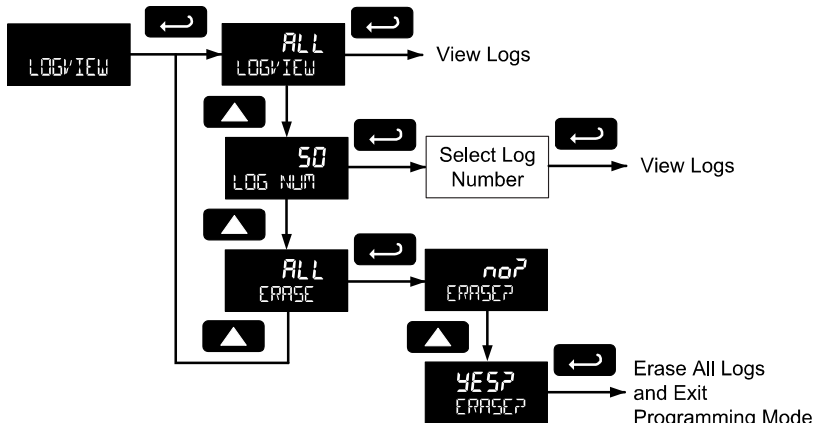 LOGVIEW
ALL
LOGVIEW
View Logs
50
LOG NUM
Select Log
Number
View Logs
ALL
ERASE
no?
ERASE?
YES?
ERASE?
Erase All Logs
and Exit
Programming Mode